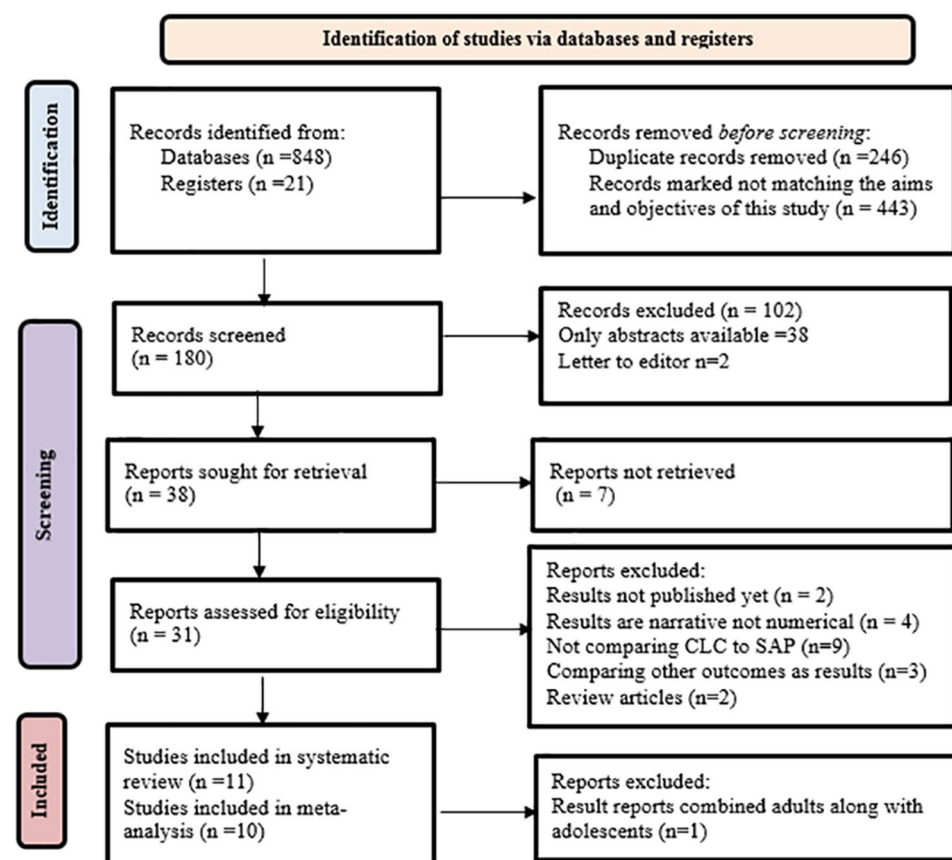 Identification of studies via databases and registers
Identification
Records identified from:
Databases (n =848)
Registers (n =21)
Records removed before screening:
Duplicate records removed (n =246)
Records marked not matching the aims
and objectives of this study (n = 443)
Screening
Records screened
(n = 180)
Records excluded (n = 102)
Only abstracts available =38
Letter to editor n=2
Reports sought for retrieval
(n = 38)
Reports not retrieved
(n = 7)
Reports assessed for eligibility
(n = 31)
Reports excluded:
Results not published yet (n = 2)
Results are narrative not numerical (n = 4)
Not comparing CLC to SAP (n=9)
Comparing other outcomes as results (n=3)
Review articles (n=2)
Included
Studies included in systematic
review (n =11)
Studies included in meta-
analysis (n =10)
Reports excluded:
Result reports combined adults along with
adolescents (n=1)